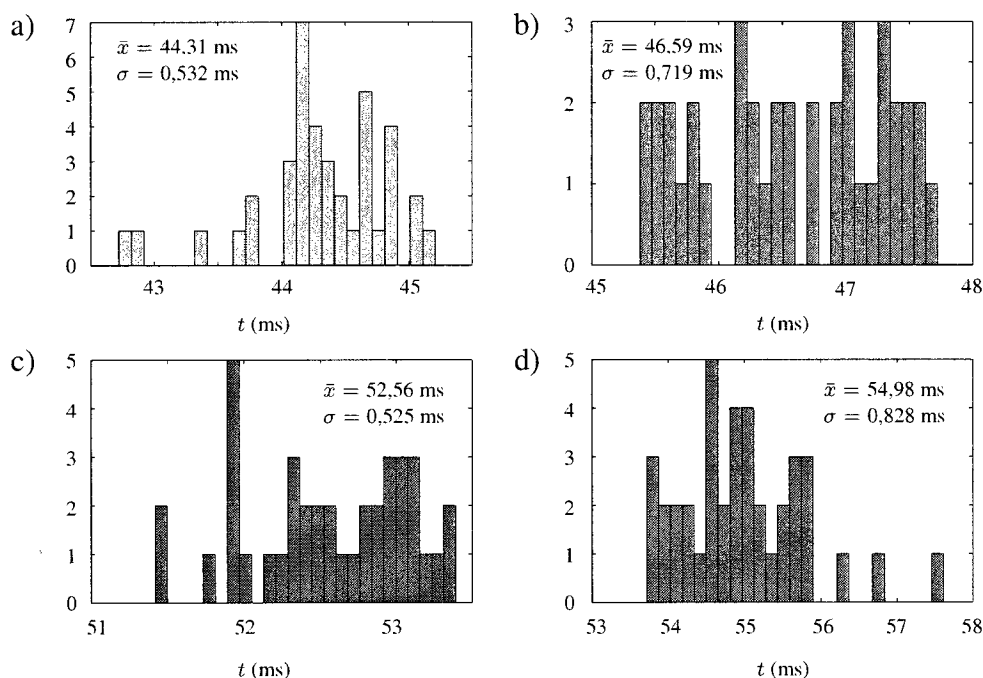 a)
x̄ = 44,31 ms
σ = 0,532 ms
7
6
5
4
3
2
1
0
43
44
45
t (ms)
b)
x̄ = 46,59 ms
σ = 0,719 ms
3
2
1
0
45
46
47
48
t (ms)
c)
x̄ = 52,56 ms
σ = 0,525 ms
5
4
3
2
1
0
51
52
53
t (ms)
d)
x̄ = 54,98 ms
σ = 0,828 ms
5
4
3
2
1
0
53
54
55
56
57
58
t (ms)